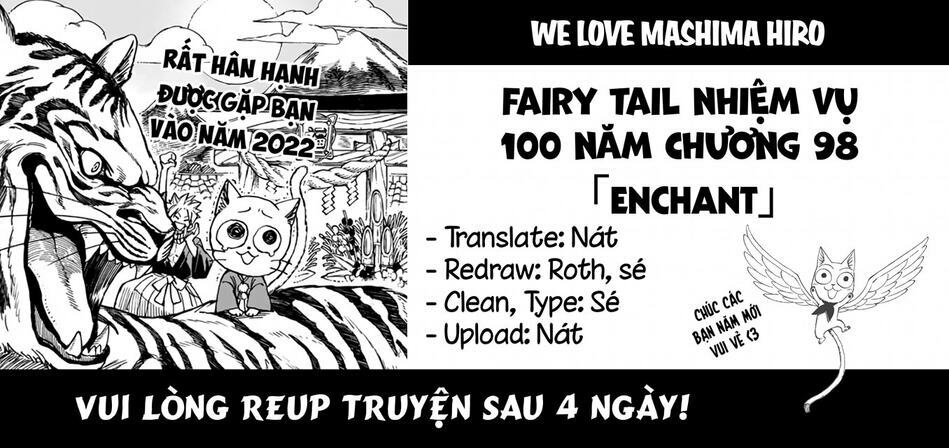 RẤT HÂN HẠNH
ĐƯỢC GẶP BẠN
VÀO NĂM 2022
WE LOVE MASHIMA HIRO
FAIRY TAIL NHIỆM VỤ
100 NĂM CHƯƠNG 98
「ENCHANT」
- Translate: Nát
- Redraw: Roth, sé
- Clean, Type: Sé
- Upload: Nát
CHÚC CÁC
BẠN NĂM MỚI
VUI VẺ <3
VUI LÒNG REUP TRUYỆN SAU 4 NGÀY!